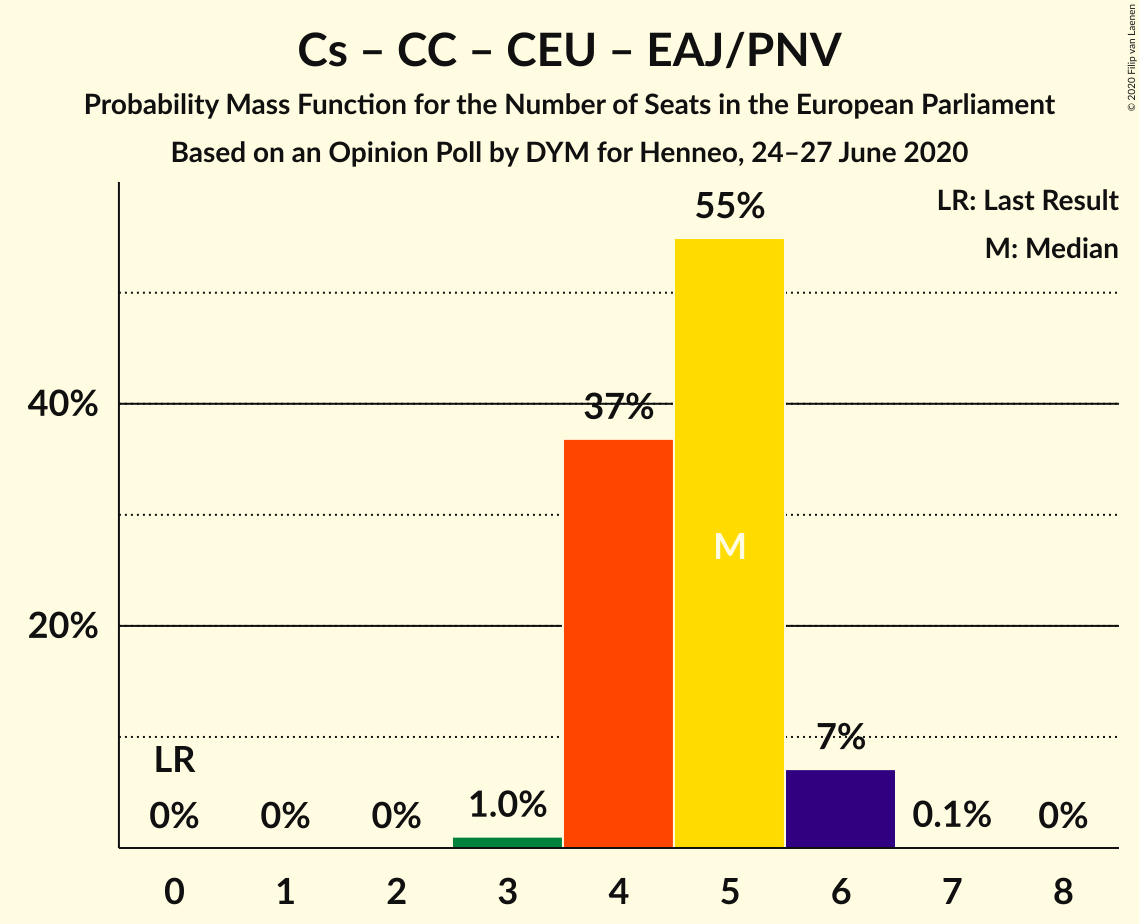 Cs – CC – CEU – EAJ/PNV
Probability Mass Function for the Number of Seats in the European Parliament
Based on an Opinion Poll by DYM for Henneo, 24–27 June 2020
© 2020 Filip van Laenen
LR: Last Result
M: Median
55%
40%
37%
M
20%
7%
LR
0% 0% 0% 1.0% 0.1% 0%
0 1 2 3 4 5 6 7 8